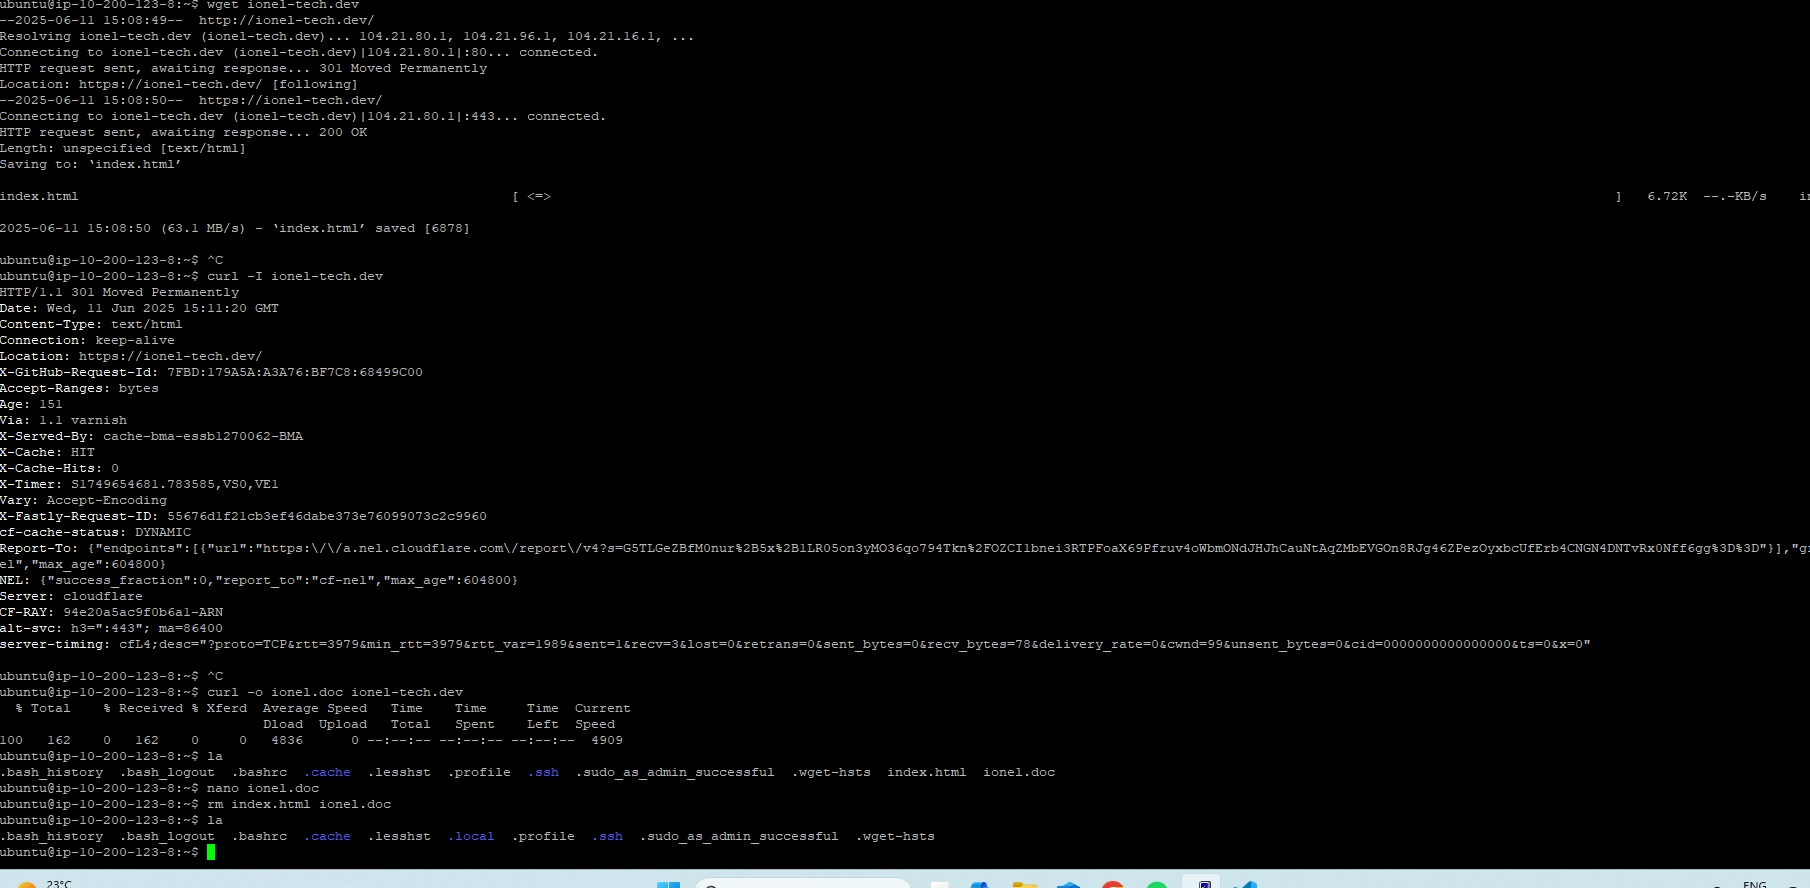 ubuntu@ip-10-200-123-8:~$ wget ionel-tech.dev
--2025-06-11 15:08:49--  http://ionel-tech.dev/
Resolving ionel-tech.dev (ionel-tech.dev)... 104.21.80.1, 104.21.96.1, 104.21.16.1, ...
Connecting to ionel-tech.dev (ionel-tech.dev)|104.21.80.1|:80... connected.
HTTP request sent, awaiting response... 301 Moved Permanently
Location: https://ionel-tech.dev/ [following]
--2025-06-11 15:08:50--  https://ionel-tech.dev/
Connecting to ionel-tech.dev (ionel-tech.dev)|104.21.80.1|:443... connected.
HTTP request sent, awaiting response... 200 OK
Length: unspecified [text/html]
Saving to: ‘index.html’
index.html [ <=> ] 6.72K --.-KB/s in
2025-06-11 15:08:50 (63.1 MB/s) - ‘index.html’ saved [6878]
ubuntu@ip-10-200-123-8:~$ ^C
ubuntu@ip-10-200-123-8:~$ curl -I ionel-tech.dev
HTTP/1.1 301 Moved Permanently
Date: Wed, 11 Jun 2025 15:11:20 GMT
Content-Type: text/html
Connection: keep-alive
Location: https://ionel-tech.dev/
X-GitHub-Request-Id: 7FBD:179A5A:A3A76:BF7C8:68499C00
Accept-Ranges: bytes
Age: 151
Via: 1.1 varnish
X-Served-By: cache-bma-essb1270062-BMA
X-Cache: HIT
X-Cache-Hits: 0
X-Timer: S1749654681.783585,VS0,VE1
Vary: Accept-Encoding
X-Fastly-Request-ID: 55676d1f21cb3ef46dabe373e76099073c2c9960
cf-cache-status: DYNAMIC
Report-To: {"endpoints":[{"url":"https:\/\/a.nel.cloudflare.com\/report\/v4?s=G5TLGeZBfM0nur%2B5x%2B1LR05on3yMO36qo794Tkn%2FOZCI1bnei3RTPFoaX69Pfruv4oWbmONdJHJhCauNtAqZMbEVGOn8RJg46ZPezOyxbcUfErb4CNGN4DNTvRx0Nff6gg%3D%3D"}],"gr
el","max_age":604800}
NEL: {"success_fraction":0,"report_to":"cf-nel","max_age":604800}
Server: cloudflare
CF-RAY: 94e20a5ac9f0b6a1-ARN
alt-svc: h3=":443"; ma=86400
server-timing: cfL4;desc="?proto=TCP&rtt=3979&min_rtt=3979&rtt_var=1989&sent=1&recv=3&lost=0&retrans=0&sent_bytes=0&recv_bytes=78&delivery_rate=0&cwnd=99&unsent_bytes=0&cid=0000000000000000&ts=0&x=0"
ubuntu@ip-10-200-123-8:~$ ^C
ubuntu@ip-10-200-123-8:~$ curl -o ionel.doc ionel-tech.dev
% Total    % Received % Xferd  Average Speed   Time    Time     Time  Current
Dload  Upload   Total   Spent    Left  Speed
100   162    0   162    0     0   4836      0 --:--:-- --:--:-- --:--:--  4909
ubuntu@ip-10-200-123-8:~$ la
.bash_history  .bash_logout  .bashrc  .cache  .lesshst  .profile  .ssh  .sudo_as_admin_successful  .wget-hsts  index.html  ionel.doc
ubuntu@ip-10-200-123-8:~$ nano ionel.doc
ubuntu@ip-10-200-123-8:~$ rm index.html ionel.doc
ubuntu@ip-10-200-123-8:~$ la
.bash_history  .bash_logout  .bashrc  .cache  .lesshst  .local  .profile  .ssh  .sudo_as_admin_successful  .wget-hsts
ubuntu@ip-10-200-123-8:~$
23°C
ENG